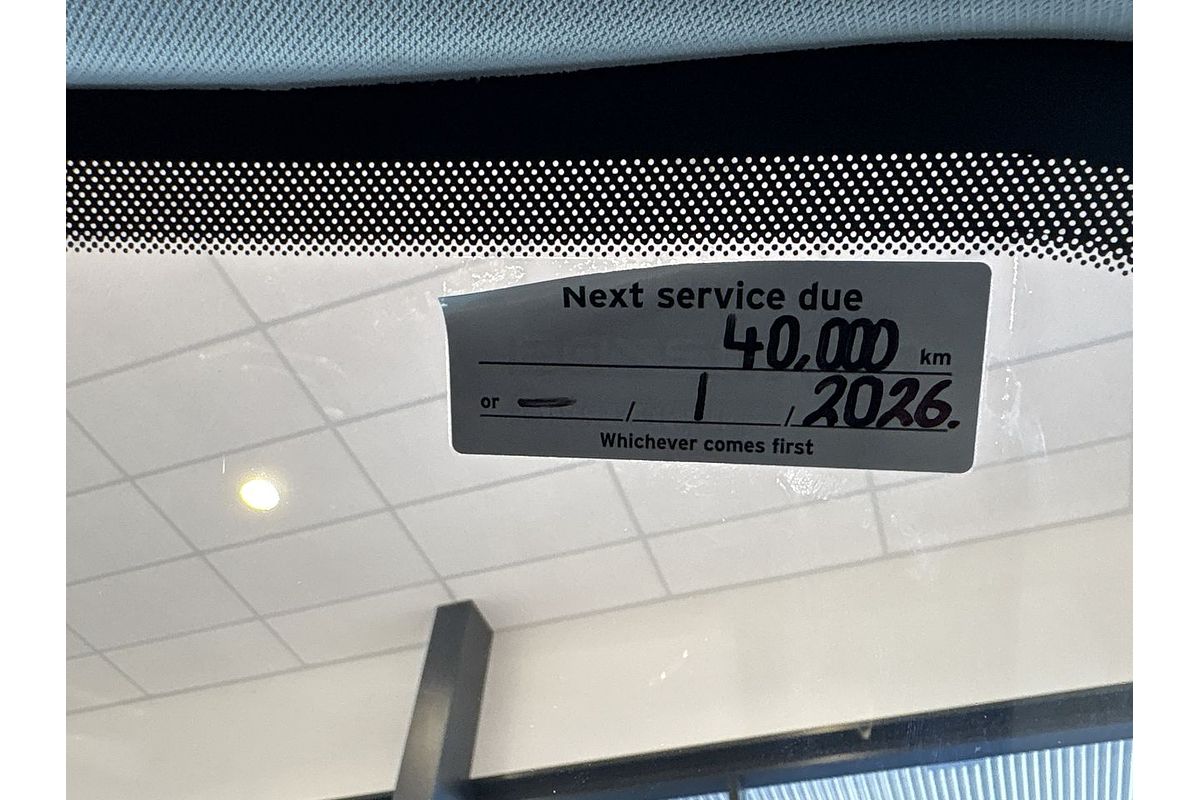 Next service due
40,000 km
or - / 1 / 2026.
Whichever comes first